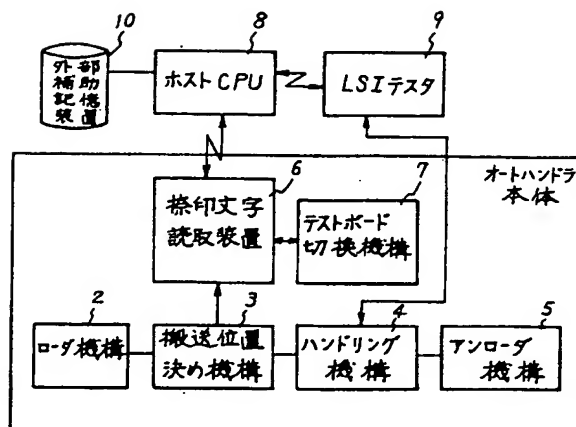 10
外部
補助
記憶
装置
8
ホストCPU
9
LSIテスタ
オートハンドラ
本体
6
捺印文字
読取装置
7
テストボード
切換機構
2
ローダ機構
3
搬送位置
決め機構
4
ハンドリング
機構
5
アンローダ
機構